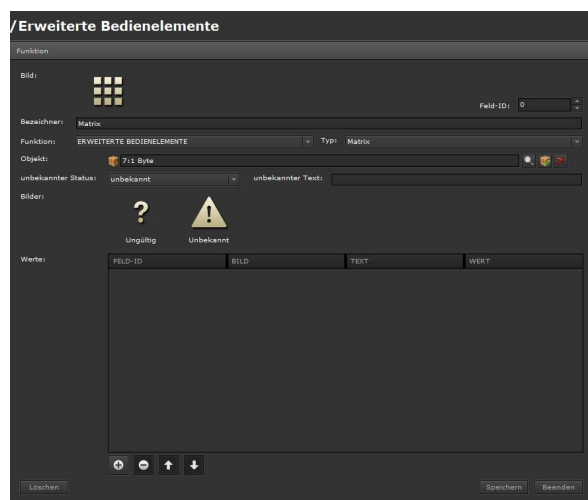 /Erweiterte Bedienelemente
Funktion
Bild:
Feld-ID: 0
Bezeichner: Matrix
Funktion: ERWEITERTE BEDIENELEMENTE Typ: Matrix
Objekt: 7:1 Byte
unbekannter Status: unbekannt unbekannter Text:
Bilder:
? !
Ungültig Unbekannt
Werte: FELD-ID BILD TEXT WERT
Löschen Speichern Beenden